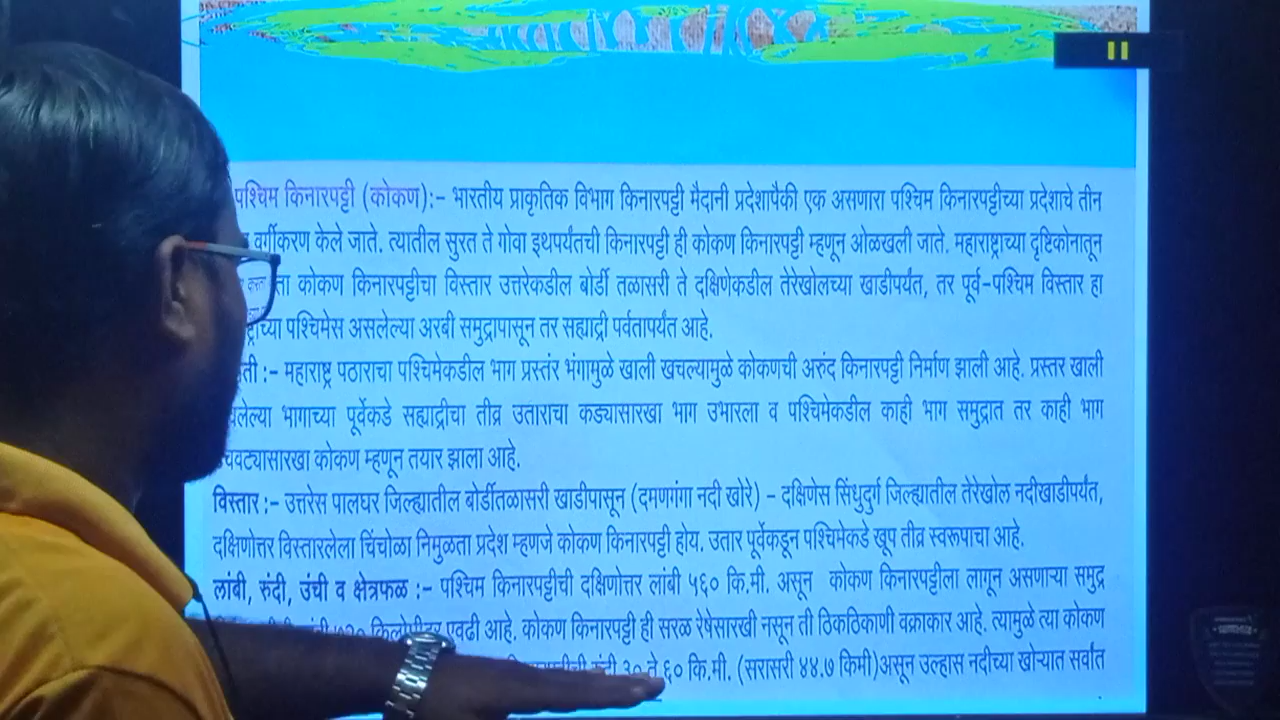 पश्चिम किनारपट्टी (कोकण):- भारतीय प्राकृतिक विभाग किनारपट्टी मैदानी प्रदेशापैकी एक असणारा पश्चिम किनारपट्टीच्या प्रदेशाचे तीन
वर्गीकरण केले जाते. त्यातील सुरत ते गोवा इथपर्यंतची किनारपट्टी ही कोकण किनारपट्टी म्हणून ओळखली जाते. महाराष्ट्राच्या दृष्टिकोनातून
कोकण किनारपट्टीचा विस्तार उत्तरेकडील बोर्डी तळासरी ते दक्षिणेकडील तेरेखोलच्या खाडीपर्यंत, तर पूर्व-पश्चिम विस्तार हा
पश्चिमेस असलेल्या अरबी समुद्रापासून तर सह्याद्री पर्वतापर्यंत आहे.
:- महाराष्ट्र पठाराचा पश्चिमेकडील भाग प्रस्तंर भंगामुळे खाली खचल्यामुळे कोकणची अरुंद किनारपट्टी निर्माण झाली आहे. प्रस्तर खाली
भागाच्या पूर्वेकडे सह्याद्रीचा तीव्र उताराचा कड्यासारखा भाग उभारला व पश्चिमेकडील काही भाग समुद्रात तर काही भाग
कोकण म्हणून तयार झाला आहे.
विस्तार :- उत्तरेस पालघर जिल्ह्यातील बोर्डीतळासरी खाडीपासून (दमणगंगा नदी खोरे) - दक्षिणेस सिंधुदुर्ग जिल्ह्यातील तेरेखोल नदीखाडीपर्यंत,
दक्षिणोत्तर विस्तारलेला चिंचोळा निमुळता प्रदेश म्हणजे कोकण किनारपट्टी होय. उतार पूर्वेकडून पश्चिमेकडे खूप तीव्र स्वरूपाचा आहे.
लांबी, रुंदी, उंची व क्षेत्रफळ :- पश्चिम किनारपट्टीची दक्षिणोत्तर लांबी ५६० कि.मी. असून कोकण किनारपट्टीला लागून असणाऱ्या समुद्र
एवढी आहे. कोकण किनारपट्टी ही सरळ रेषेसारखी नसून ती ठिकठिकाणी वक्राकार आहे. त्यामुळे त्या कोकण
रुंदी ३० ते ६० कि.मी. (सरासरी ४४.७ किमी)असून उल्हास नदीच्या खोऱ्यात सर्वांत